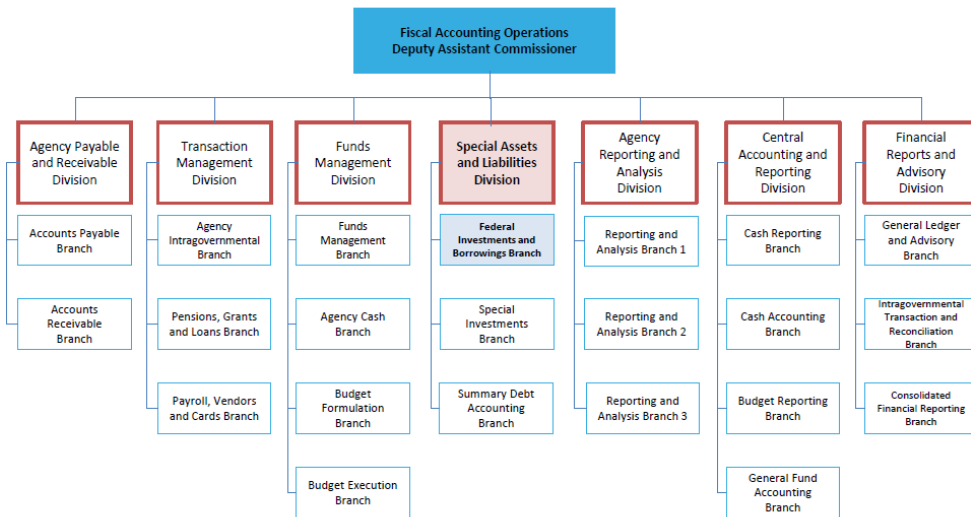 Fiscal Accounting Operations
Deputy Assistant Commissioner
Agency Payable
and Receivable
Division
Accounts Payable
Branch
Accounts
Receivable
Branch
Transaction
Management
Division
Agency
Intragovernmental
Branch
Pensions, Grants
and Loans Branch
Payroll, Vendors
and Cards Branch
Funds
Management
Division
Funds
Management
Branch
Agency Cash
Branch
Budget
Formulation
Branch
Budget Execution
Branch
Special Assets
and Liabilities
Division
Federal
Investments and
Borrowings Branch
Special
Investments
Branch
Summary Debt
Accounting
Branch
Agency
Reporting and
Analysis
Division
Reporting and
Analysis Branch 1
Reporting and
Analysis Branch 2
Reporting and
Analysis Branch 3
Central
Accounting and
Reporting
Division
Cash Reporting
Branch
Cash Accounting
Branch
Budget Reporting
Branch
General Fund
Accounting
Branch
Financial
Reports and
Advisory
Division
General Ledger
and Advisory
Branch
Intragovernmental
Transaction and
Reconciliation
Branch
Consolidated
Financial Reporting
Branch